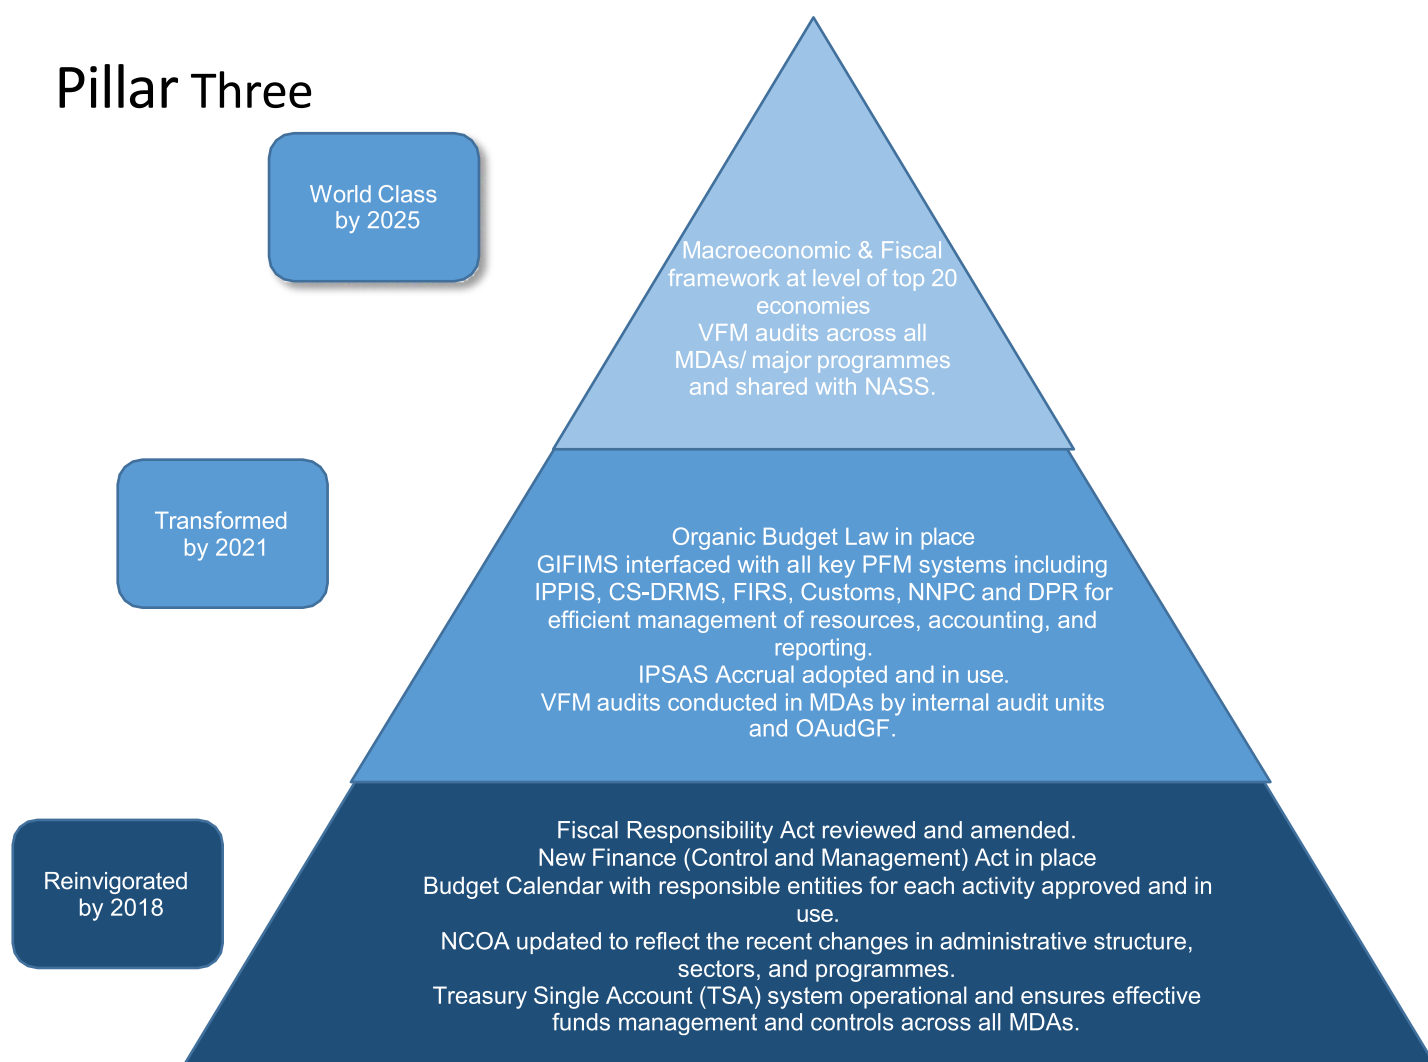 Pillar Three
World Class
by 2025
Macroeconomic & Fiscal
framework at level of top 20
economies
VFM audits across all
MDAs/ major programmes
and shared with NASS.
Transformed
by 2021
Organic Budget Law in place
GIFIMS interfaced with all key PFM systems including
IPPIS, CS-DRMS, FIRS, Customs, NNPC and DPR for
efficient management of resources, accounting, and
reporting.
IPSAS Accrual adopted and in use.
VFM audits conducted in MDAs by internal audit units
and OAudGF.
Reinvigorated
by 2018
Fiscal Responsibility Act reviewed and amended.
New Finance (Control and Management) Act in place
Budget Calendar with responsible entities for each activity approved and in
use.
NCOA updated to reflect the recent changes in administrative structure,
sectors, and programmes.
Treasury Single Account (TSA) system operational and ensures effective
funds management and controls across all MDAs.